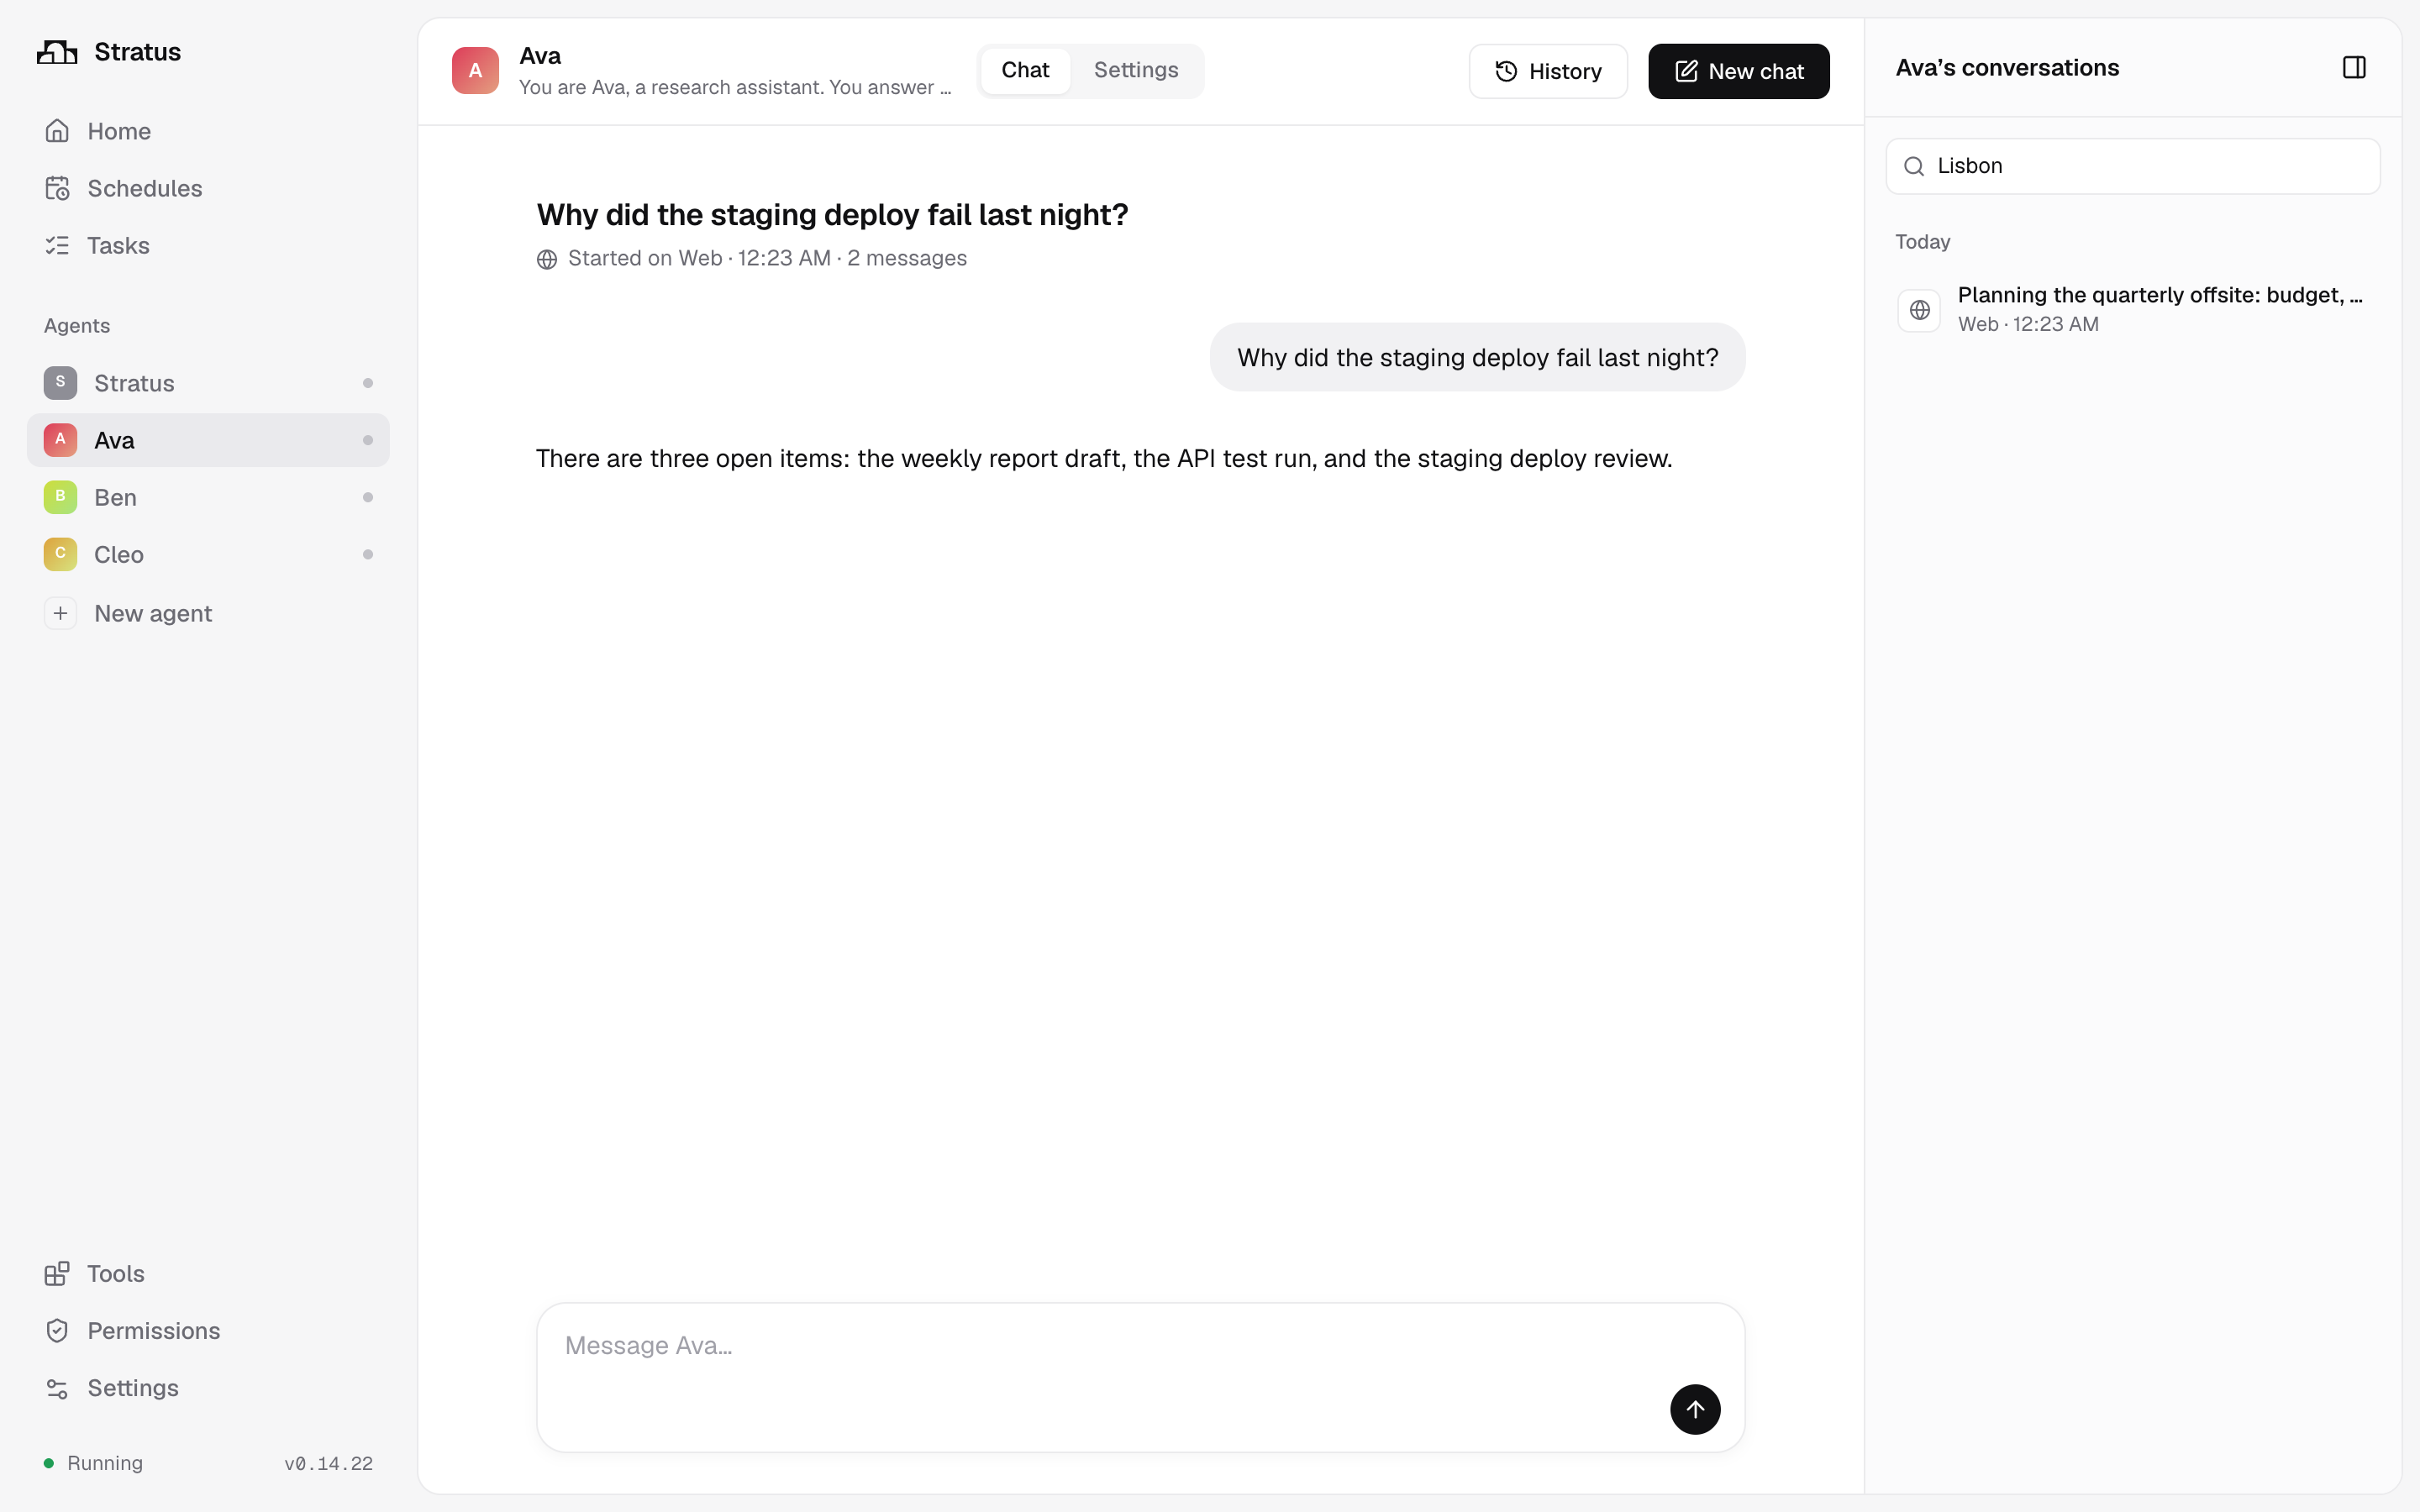 Stratus
Home
Schedules
Tasks
Agents
S Stratus
A Ava
B Ben
C Cleo
New agent
Tools
Permissions
Settings
Running v0.14.22
A
Ava
You are Ava, a research assistant. You answer …
Chat Settings
History
New chat
Why did the staging deploy fail last night?
Started on Web · 12:23 AM · 2 messages
Why did the staging deploy fail last night?
There are three open items: the weekly report draft, the API test run, and the staging deploy review.
Message Ava…
Ava’s conversations
Lisbon
Today
Planning the quarterly offsite: budget, …
Web · 12:23 AM